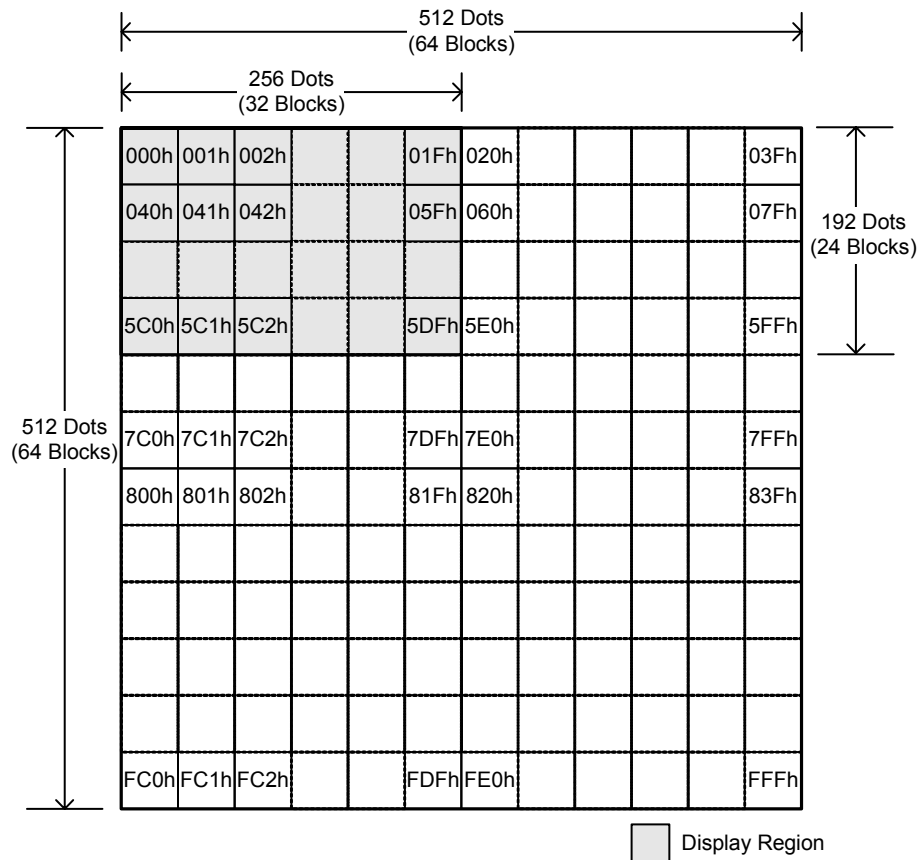 512 Dots
(64 Blocks)
256 Dots
(32 Blocks)
000h 001h 002h 01Fh 020h 03Fh
040h 041h 042h 05Fh 060h 07Fh
192 Dots
(24 Blocks)
5C0h 5C1h 5C2h 5DFh 5E0h 5FFh
512 Dots
(64 Blocks)
7C0h 7C1h 7C2h 7DFh 7E0h 7FFh
800h 801h 802h 81Fh 820h 83Fh
FC0h FC1h FC2h FDFh FE0h FFFh
Display Region